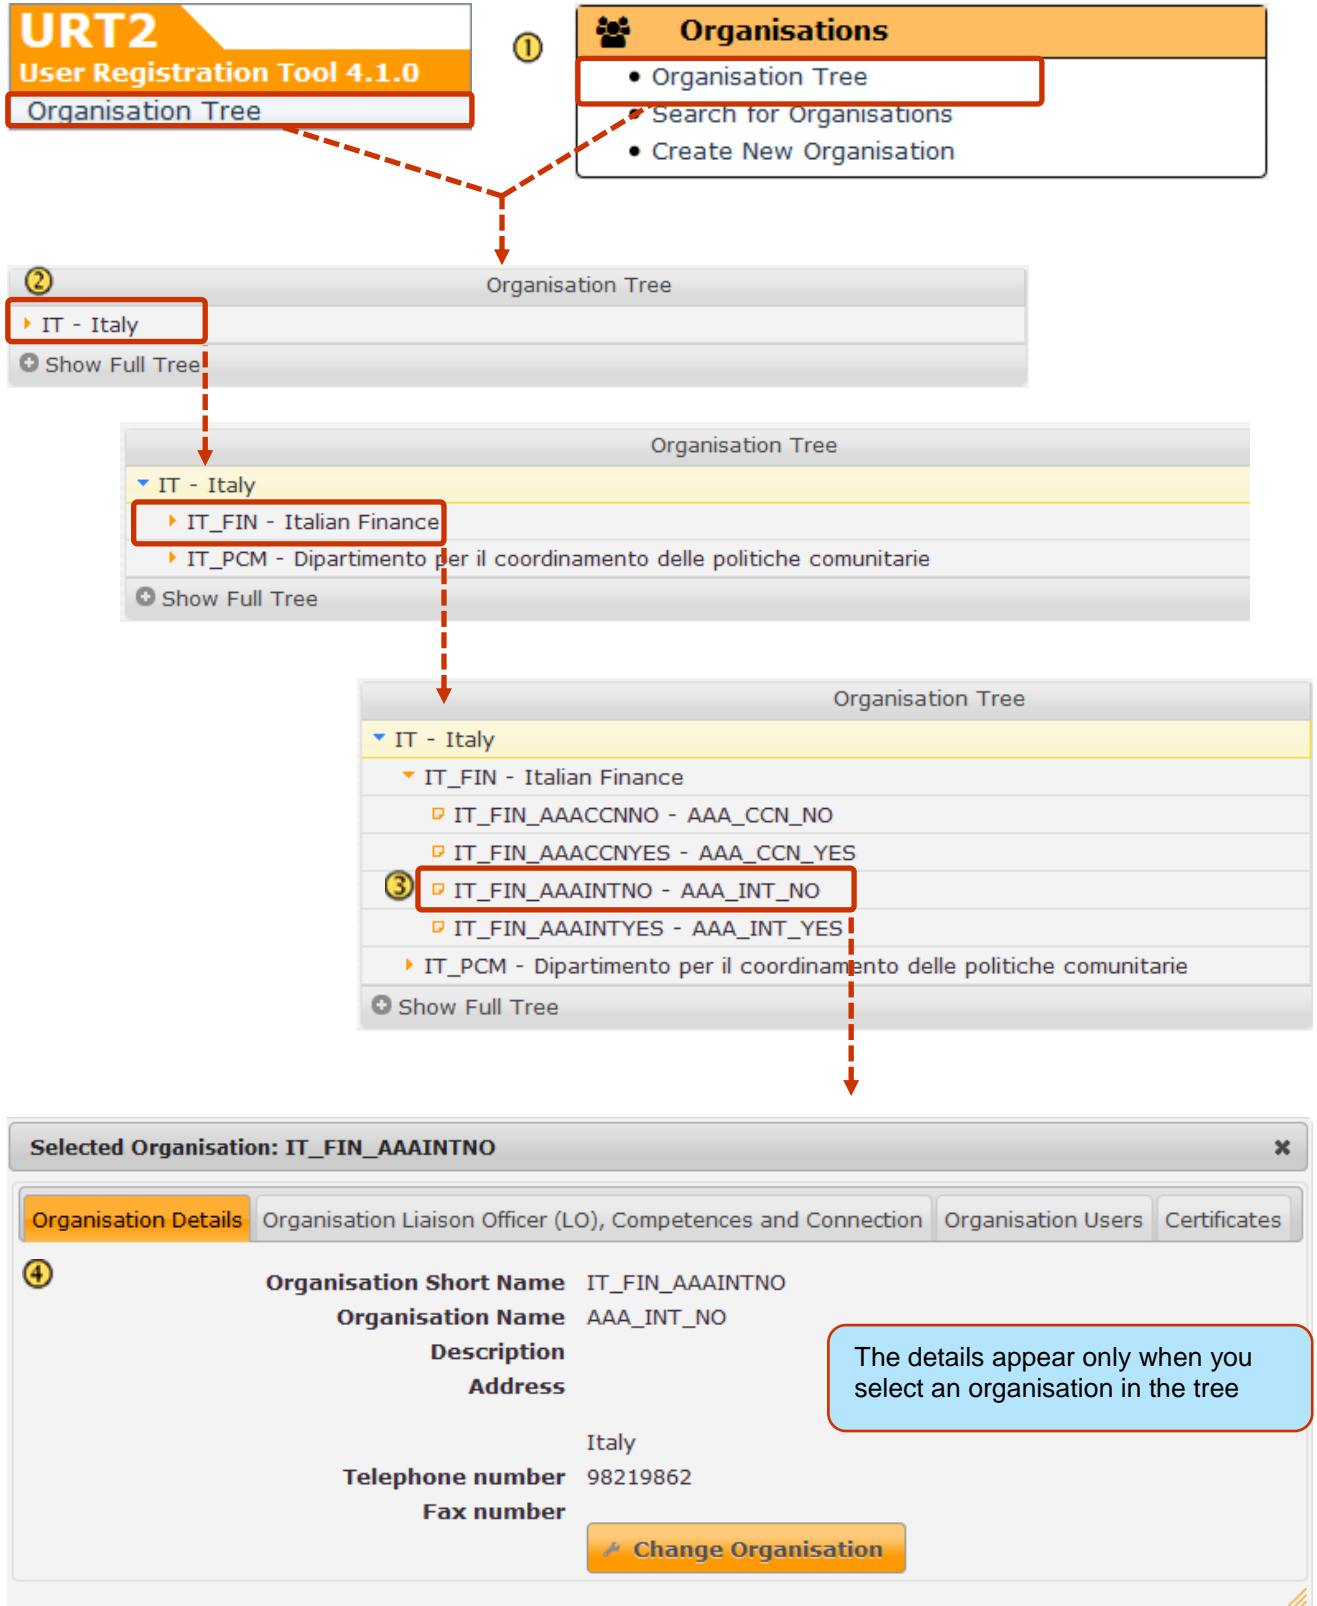 URT2
User Registration Tool 4.1.0
Organisation Tree
1
Organisations
Organisation Tree
Search for Organisations
Create New Organisation
2
Organisation Tree
IT - Italy
Show Full Tree
Organisation Tree
IT - Italy
IT_FIN - Italian Finance
IT_PCM - Dipartimento per il coordinamento delle politiche comunitarie
Show Full Tree
Organisation Tree
IT - Italy
IT_FIN - Italian Finance
IT_FIN_AAACCNNO - AAA_CCN_NO
IT_FIN_AAACCNYES - AAA_CCN_YES
3
IT_FIN_AAAINTNO - AAA_INT_NO
IT_FIN_AAAINTYES - AAA_INT_YES
IT_PCM - Dipartimento per il coordinamento delle politiche comunitarie
Show Full Tree
Selected Organisation: IT_FIN_AAAINTNO
Organisation Details Organisation Liaison Officer (LO), Competences and Connection Organisation Users Certificates
4
Organisation Short Name IT_FIN_AAAINTNO
Organisation Name AAA_INT_NO
Description
Address
The details appear only when you
select an organisation in the tree
Italy
Telephone number 98219862
Fax number
Change Organisation